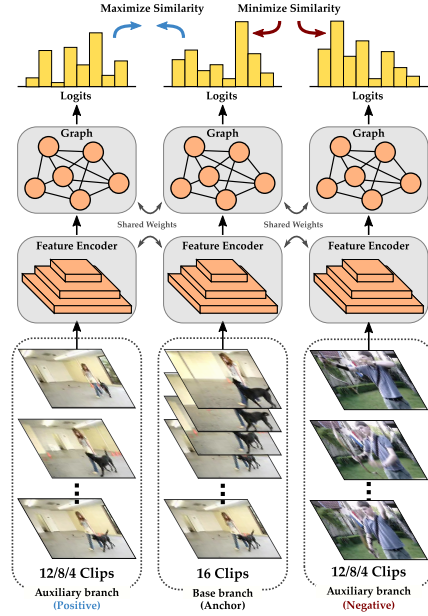 Maximize Similarity
Minimize Similarity
Logits
Logits
Logits
Graph
Graph
Graph
Shared Weights
Shared Weights
Feature Encoder
Feature Encoder
Feature Encoder
12/8/4 Clips
16 Clips
12/8/4 Clips
Auxiliary branch
(Positive)
Base branch
(Anchor)
Auxiliary branch
(Negative)